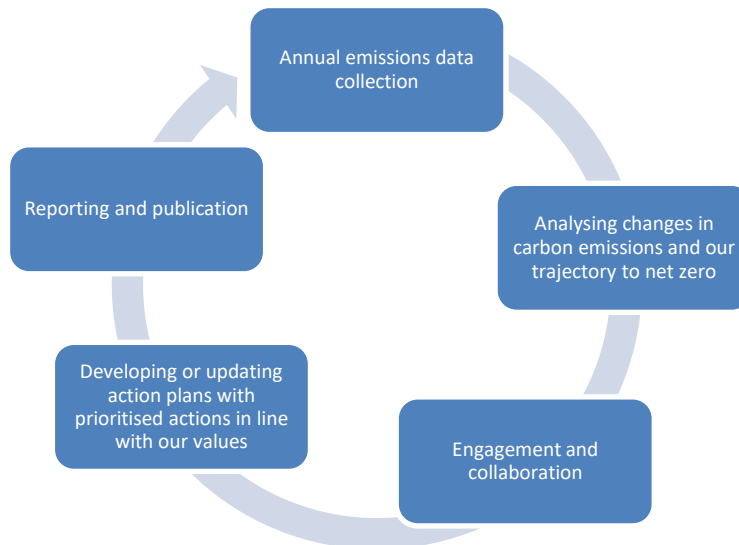 Annual emissions data
collection
Analysing changes in
carbon emissions and our
trajectory to net zero
Engagement and
collaboration
Developing or updating
action plans with
prioritised actions in line
with our values
Reporting and publication